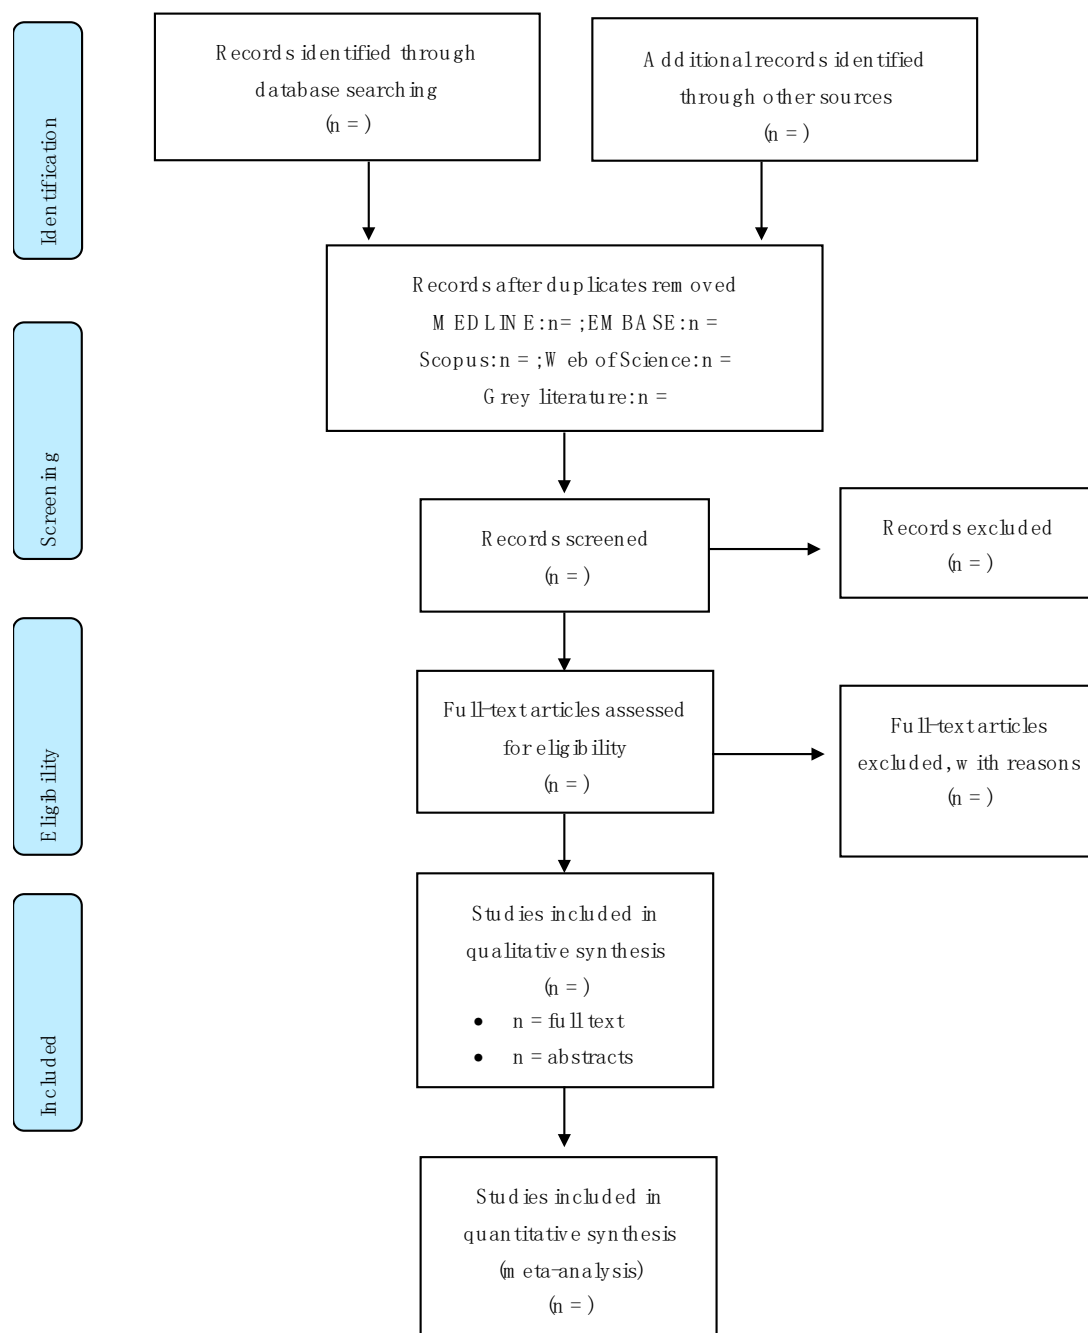 Identification
Records identified through
database searching
(n = )
Additional records identified
through other sources
(n = )
Records after duplicates removed
MEDLINE: n= ; EMBASE: n =
Scopus: n = ; Web of Science: n =
Grey literature: n =
Screening
Records screened
(n = )
Records excluded
(n = )
Eligibility
Full-text articles assessed
for eligibility
(n = )
Full-text articles
excluded, with reasons
(n = )
Included
Studies included in
qualitative synthesis
(n = )
• n = full text
• n = abstracts
Studies included in
quantitative synthesis
(meta-analysis)
(n = )